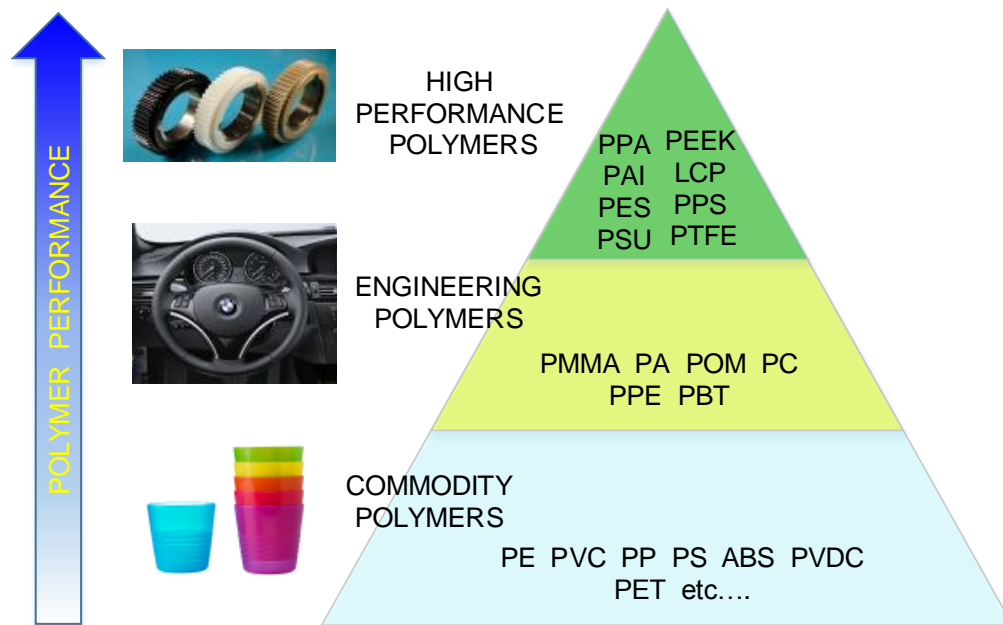 POLYMER PERFORMANCE
HIGH
PERFORMANCE
POLYMERS
PPA PEEK
PAI LCP
PES PPS
PSU PTFE
ENGINEERING
POLYMERS
PMMA PA POM PC
PPE PBT
COMMODITY
POLYMERS
PE PVC PP PS ABS PVDC
PET etc....